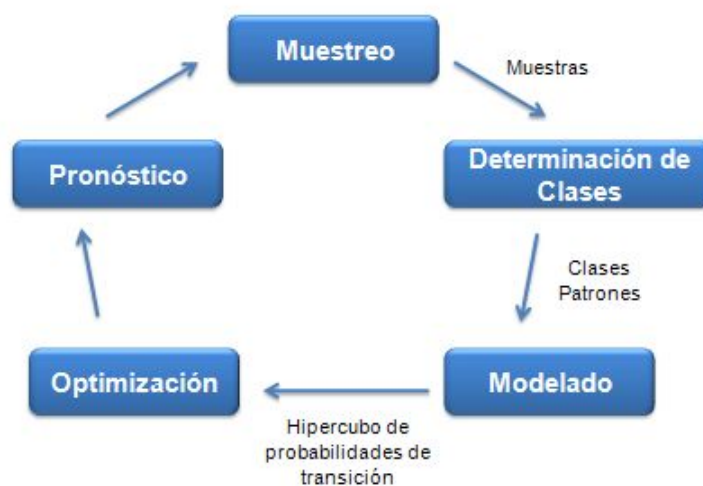 Muestreo
Muestras
Determinación de
Clases
Clases
Patrones
Modelado
Hipercubo de
probabilidades de
transición
Optimización
Pronóstico